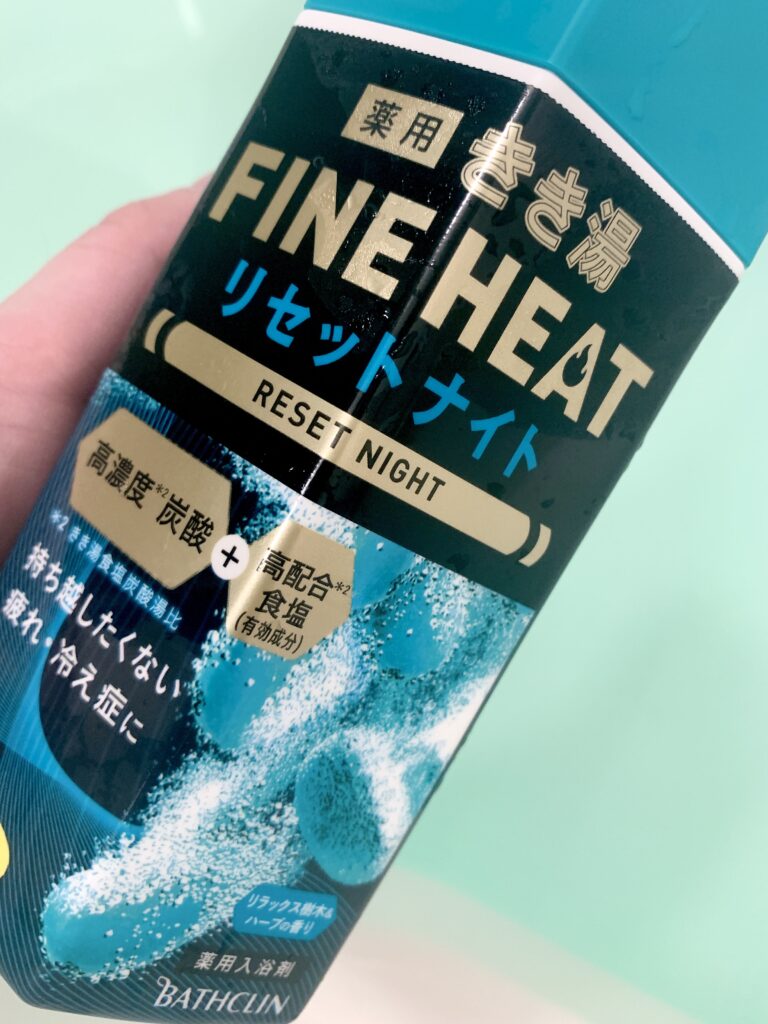 薬用 きき湯
FINE HEAT
リセットナイト
RESET NIGHT
高濃度*2炭酸
+
高配合*2
食塩
(有効成分)
*2 きき湯食塩炭酸湯比
持ち越したくない
疲れ・冷え症に
リラックス樹木&
ハーブの香り
薬用入浴剤
BATHCLIN